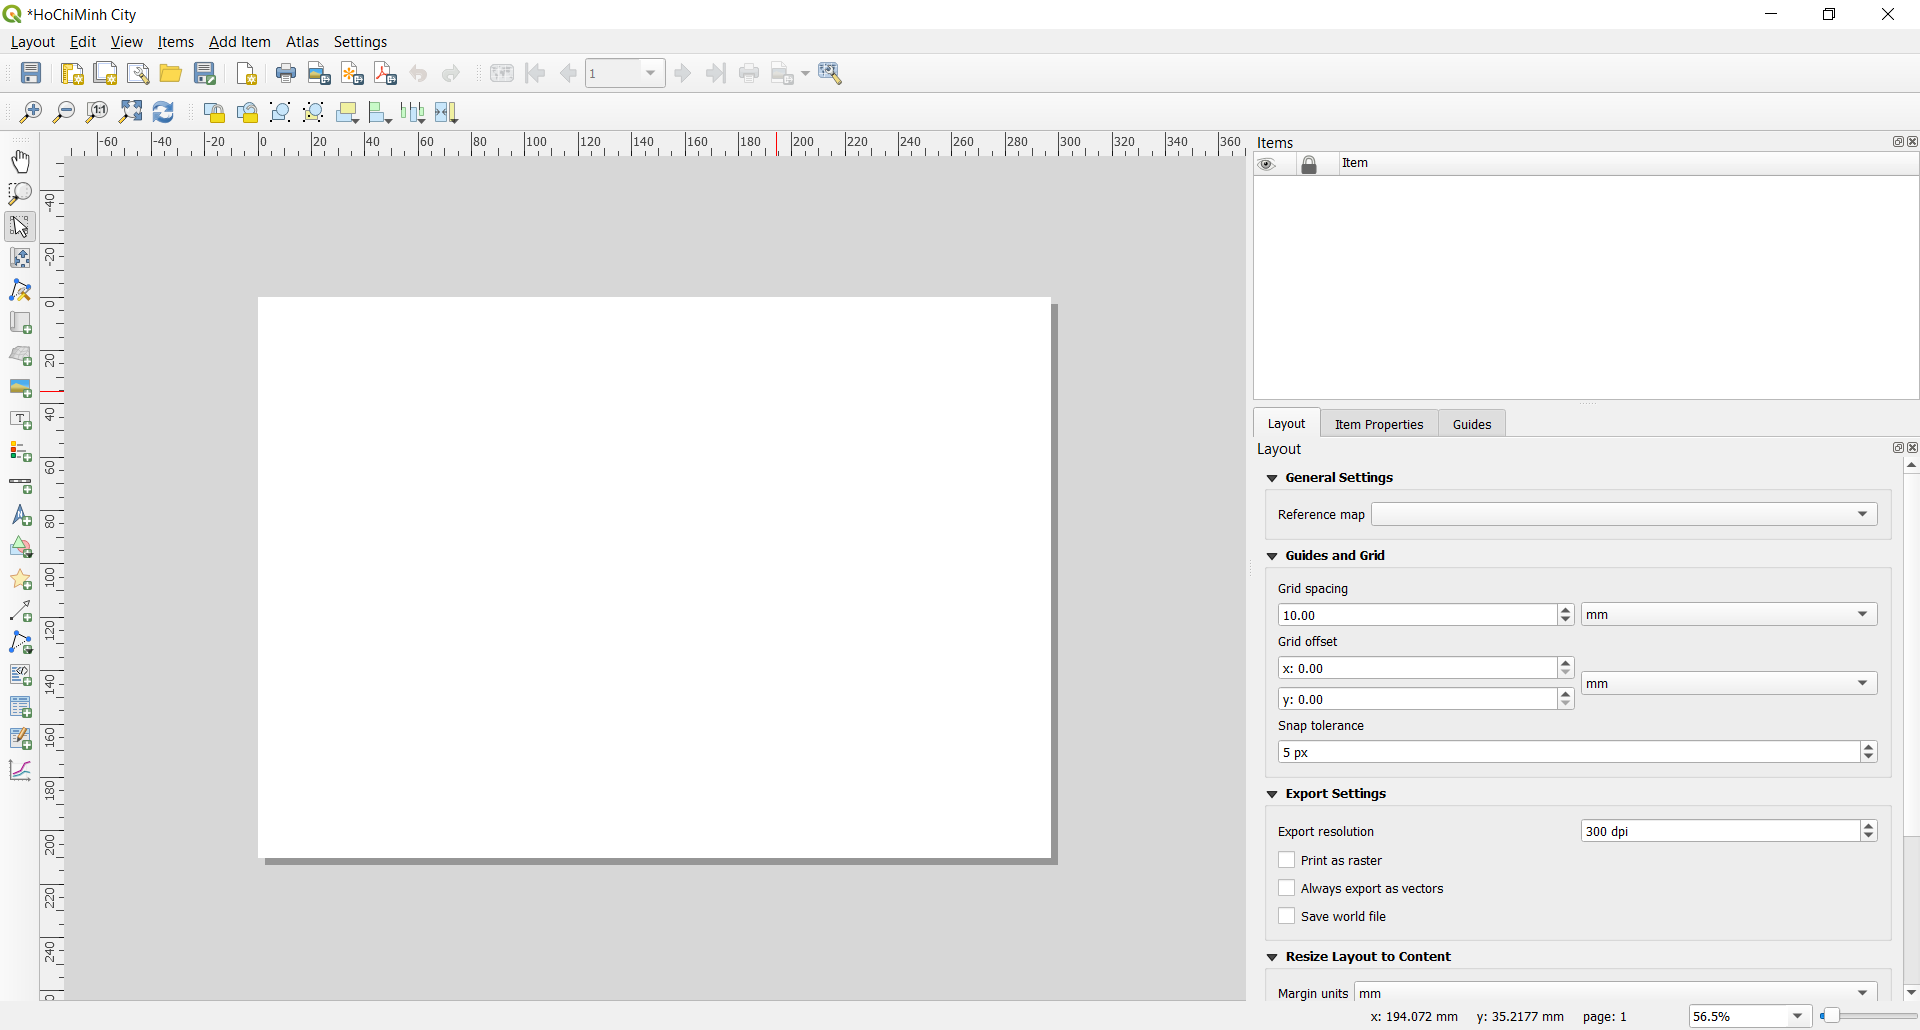 *HoChiMinh City
Layout Edit View Items Add Item Atlas Settings
1
-60 -40 -20 0 20 40 60 80 100 120 140 160 180 200 220 240 260 280 300 320 340 360
-40
-20
0
20
40
60
80
100
120
140
160
180
200
220
240
Items
Item
Layout Item Properties Guides
Layout
General Settings
Reference map
Guides and Grid
Grid spacing
10.00 mm
Grid offset
x: 0.00
mm
y: 0.00
Snap tolerance
5 px
Export Settings
Export resolution 300 dpi
Print as raster
Always export as vectors
Save world file
Resize Layout to Content
Margin units mm
x: 194.072 mm y: 35.2177 mm page: 1 56.5%